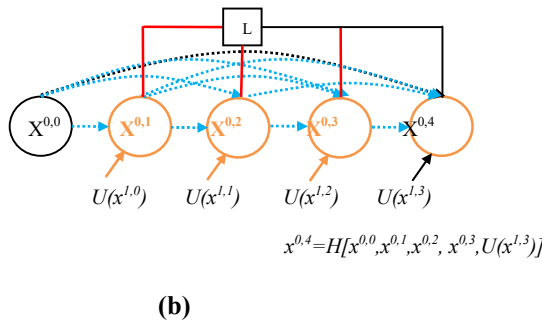 L
X^{0,0} X^{0,1} X^{0,2} X^{0,3} X^{0,4}
U(x^{1,0}) U(x^{1,1}) U(x^{1,2}) U(x^{1,3})
x^{0,4}=H[x^{0,0},x^{0,1},x^{0,2}, x^{0,3},U(x^{1,3})]
(b)